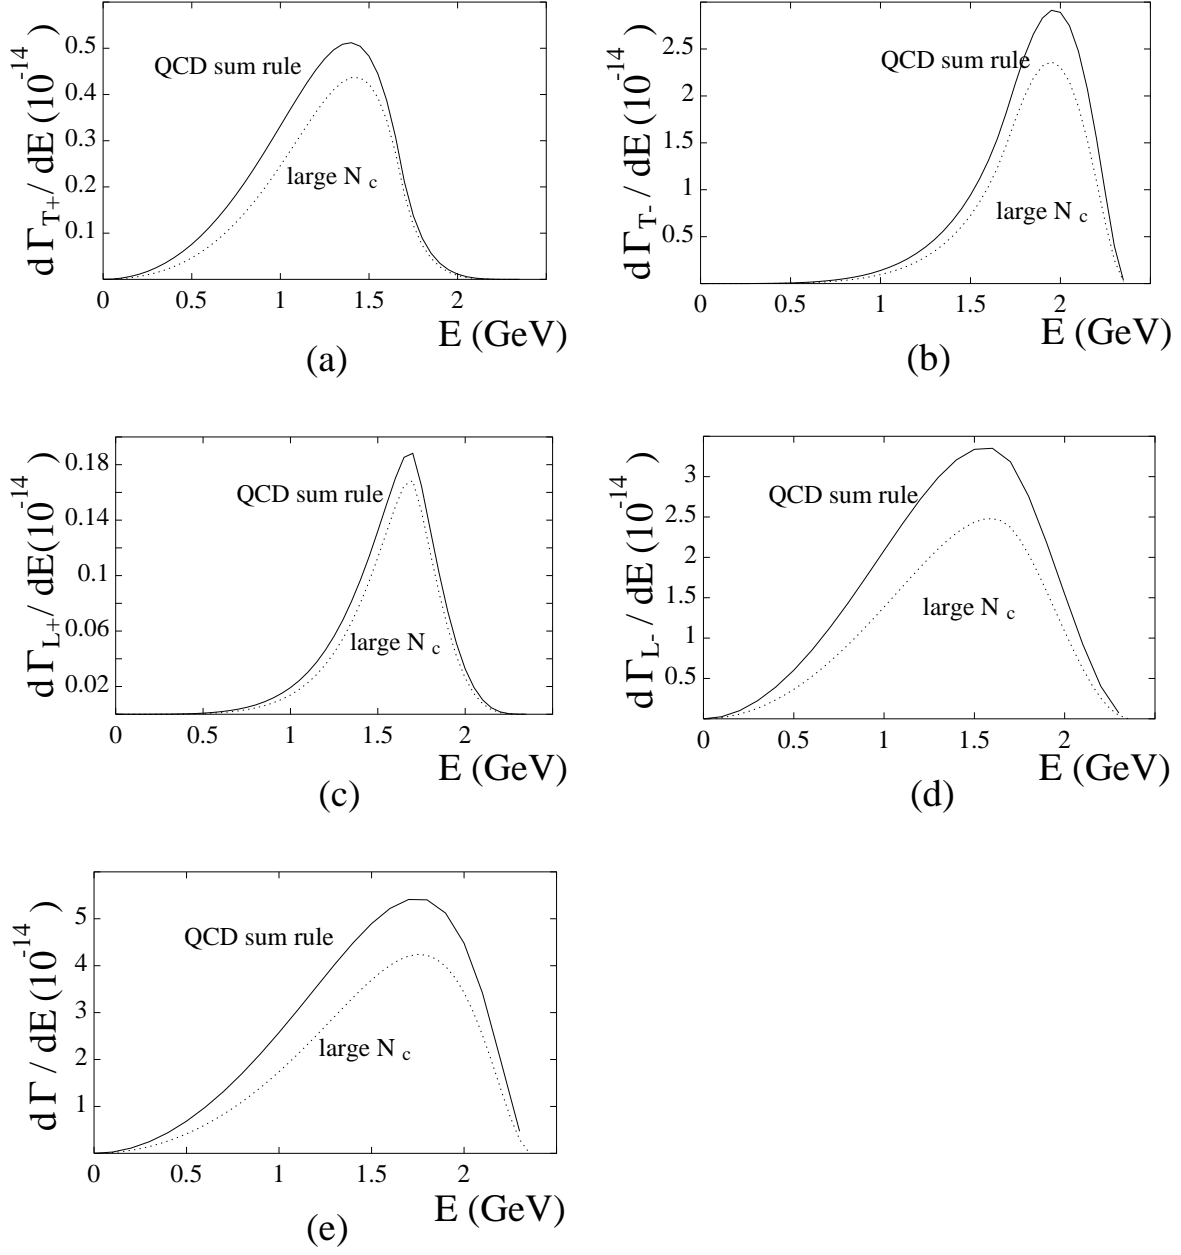 dΓ_T+ / dE (10^-14)
0.5
0.4
0.3
0.2
0.1
QCD sum rule
large N c
0 0.5 1 1.5 2
E (GeV)
(a)
dΓ_T- / dE (10^-14)
2.5
2
1.5
1
0.5
QCD sum rule
large N c
0 0.5 1 1.5 2
E (GeV)
(b)
dΓ_L+ / dE(10^-14)
0.18
0.14
0.1
0.06
0.02
QCD sum rule
large N c
0 0.5 1 1.5 2
E (GeV)
(c)
dΓ_L- / dE (10^-14)
3
2.5
2
1.5
1
0.5
QCD sum rule
large N c
0 0.5 1 1.5 2
E (GeV)
(d)
dΓ / dE (10^-14)
5
4
3
2
1
QCD sum rule
large N c
0 0.5 1 1.5 2
E (GeV)
(e)